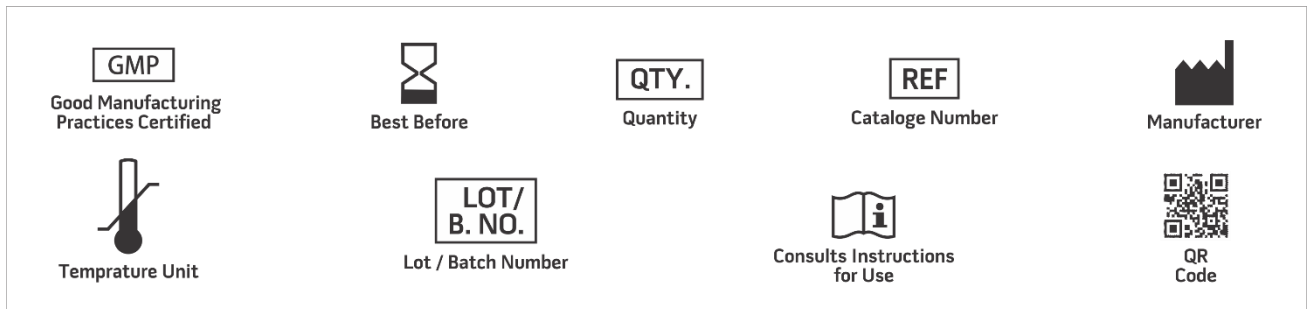 GMP
Good Manufacturing
Practices Certified
Best Before
QTY.
Quantity
REF
Cataloge Number
Manufacturer
Temprature Unit
LOT/
B. NO.
Lot / Batch Number
i
Consults Instructions
for Use
QR
Code